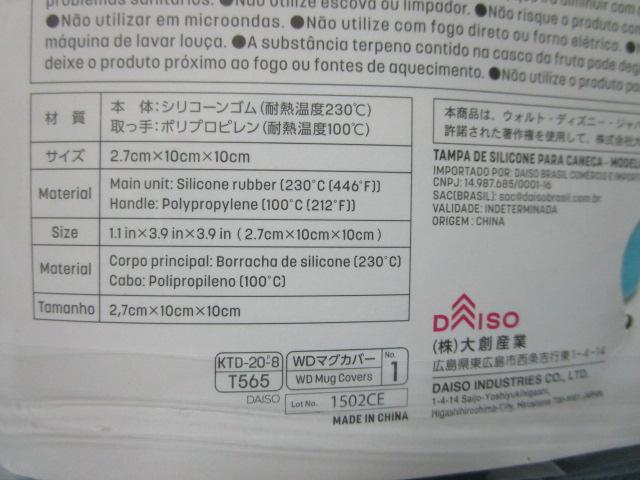 problemas sanitários. ●Não utilize escova ou limpador. ●Não
●Não utilizar em microondas. ●Não utilize com fogo direto ou forno elétrico.
●Não risque o produto com
máquina de lavar louça. ●A substância terpeno contido na casca da fruta pode
deixe o produto próximo ao fogo ou fontes de aquecimento. ●Não utilize o produto
材 質
本 体:シリコーンゴム(耐熱温度230℃)
取っ手:ポリプロピレン(耐熱温度100℃)
サイズ
2.7cm×10cm×10cm
Material
Main unit: Silicone rubber (230°C (446°F))
Handle: Polypropylene (100°C (212°F))
Size
1.1 in×3.9 in×3.9 in ( 2.7cm×10cm×10cm )
Material
Corpo principal: Borracha de silicone (230°C)
Cabo: Polipropileno (100°C)
Tamanho
2,7cm×10cm×10cm
本商品は、ウォルト・ディズニー・ジャパ
許諾された著作権を使用して、株式会社大
TAMPA DE SILICONE PARA CANECA - MODEL
IMPORTADO POR: DAISO BRASIL COMÉRCIO E
CNPJ: 14.987.685/0001-16
SAC(BRASIL): sac@daisobrasil.com.br
VALIDADE: INDETERMINADA
ORIGEM : CHINA
DAISO
(株)大創産業
広島県東広島市西条吉行東1-4-14
DAISO INDUSTRIES CO., LTD.
1-4-14 Saijo-Yoshiyukihigashi,
Higashihiroshima-City, Hiroshima
KTD-20-8
T565
DAISO
WDマグカバー
WD Mug Covers
No.
1
Lot No. 1502CE
MADE IN CHINA